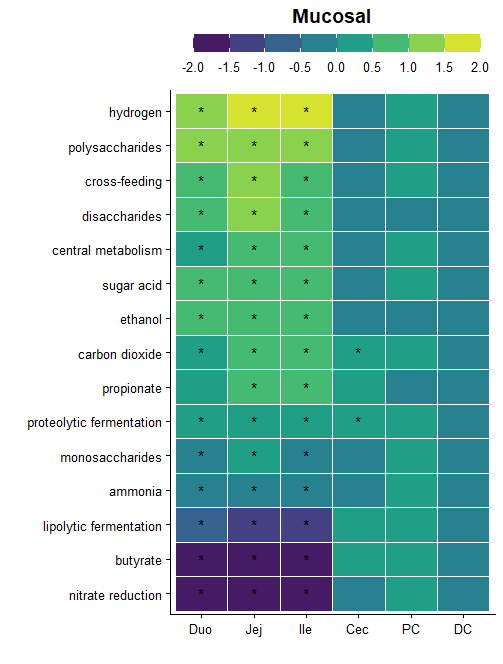 Mucosal
-2.0 -1.5 -1.0 -0.5 0.0 0.5 1.0 1.5 2.0
hydrogen * * *
polysaccharides * * *
cross-feeding * * *
disaccharides * * *
central metabolism * * *
sugar acid * * *
ethanol * * *
carbon dioxide * * * *
propionate * *
proteolytic fermentation * * * *
monosaccharides * * *
ammonia * * *
lipolytic fermentation * * *
butyrate * * *
nitrate reduction * * *
Duo Jej Ile Cec PC DC